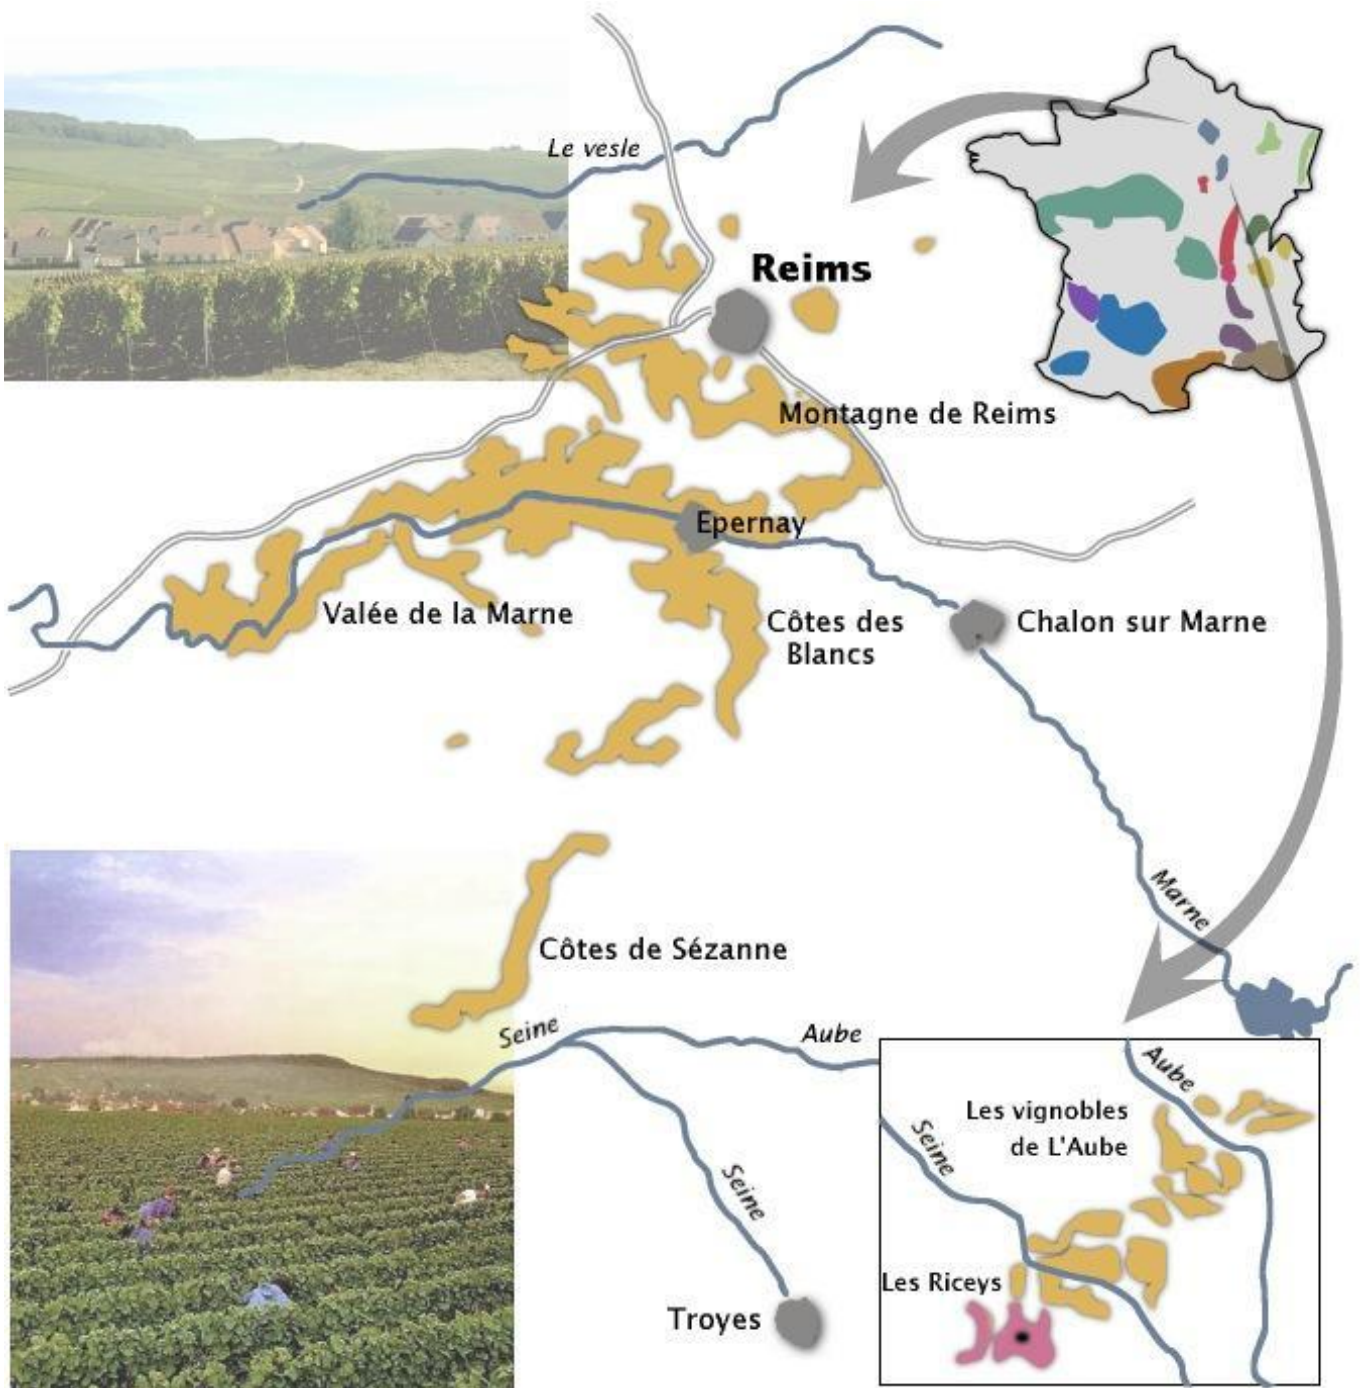 Le vesle
Reims
Montagne de Reims
Epernay
Valée de la Marne
Côtes des
Blancs
Chalon sur Marne
Marne
Côtes de Sézanne
Seine
Aube
Seine
Troyes
Aube
Les vignobles
de L'Aube
Seine
Les Riceys